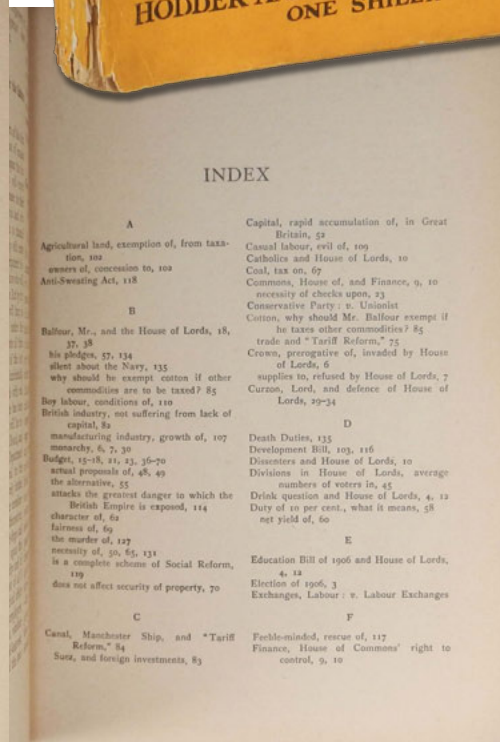 HODDER
ONE
INDEX
A
Agricultural land, exemption of, from taxa-
tion, 102
owners of, concession to, 102
Anti-Sweating Act, 118
B
Balfour, Mr., and the House of Lords, 18,
37, 38
his pledges, 57, 134
silent about the Navy, 135
why should he exempt cotton if other
commodities are to be taxed? 85
Boy labour, conditions of, 110
British industry, not suffering from lack of
capital, 82
manufacturing industry, growth of, 107
monarchy, 6, 7, 30
Budget, 15-18, 21, 23, 36-70
actual proposals of, 48, 49
the alternative, 55
attacks the greatest danger to which the
British Empire is exposed, 114
character of, 62
fairness of, 69
the murder of, 127
necessity of, 50, 65, 131
is a complete scheme of Social Reform,
119
does not affect security of property, 70
C
Canal, Manchester Ship, and "Tariff
Reform," 84
Suez, and foreign investments, 83
Capital, rapid accumulation of, in Great
Britain, 52
Casual labour, evil of, 109
Catholics and House of Lords, 10
Coal, tax on, 67
Commons, House of, and Finance, 9, 10
necessity of checks upon, 23
Conservative Party: v. Unionist
Cotton, why should Mr. Balfour exempt if
he taxes other commodities? 85
trade and "Tariff Reform," 75
Crown, prerogative of, invaded by House
of Lords, 6
supplies to, refused by House of Lords, 7
Curzon, Lord, and defence of House of
Lords, 29-34
D
Death Duties, 135
Development Bill, 103, 116
Dissenters and House of Lords, 10
Divisions in House of Lords, average
numbers of voters in, 45
Drink question and House of Lords, 4, 12
Duty of 10 per cent., what it means, 58
net yield of, 60
E
Education Bill of 1906 and House of Lords,
4, 12
Election of 1906, 3
Exchanges, Labour: v. Labour Exchanges
F
Feeble-minded, rescue of, 117
Finance, House of Commons' right to
control, 9, 10